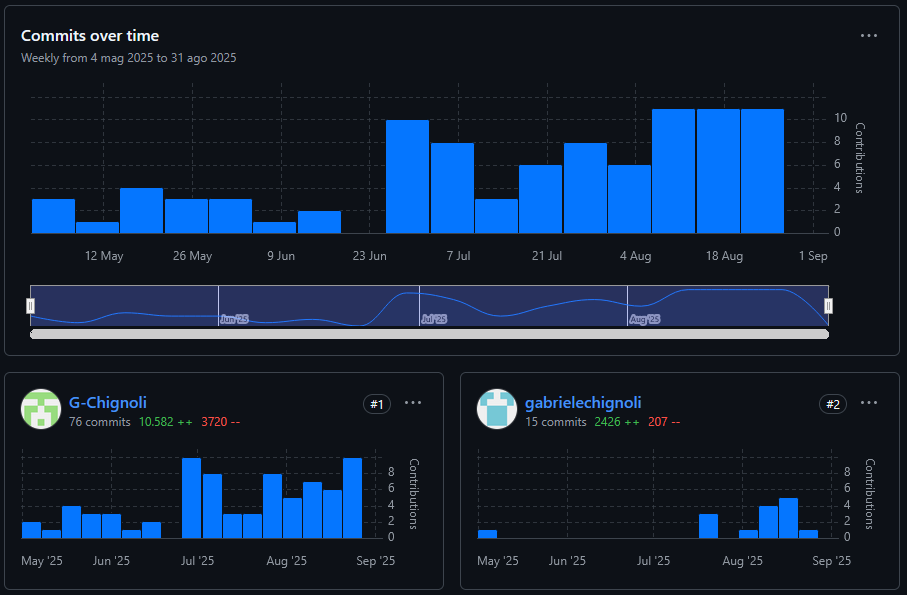 Commits over time
Weekly from 4 mag 2025 to 31 ago 2025
10
8
6
4
2
0
Contributions
12 May
26 May
9 Jun
23 Jun
7 Jul
21 Jul
4 Aug
18 Aug
1 Sep
Jun '25
Jul '25
Aug '25
G-Chignoli
#1
76 commits 10.582 ++ 3720 --
8
6
4
2
0
Contributions
May '25
Jun '25
Jul '25
Aug '25
Sep '25
gabrielechignoli
#2
15 commits 2426 ++ 207 --
8
6
4
2
0
Contributions
May '25
Jun '25
Jul '25
Aug '25
Sep '25